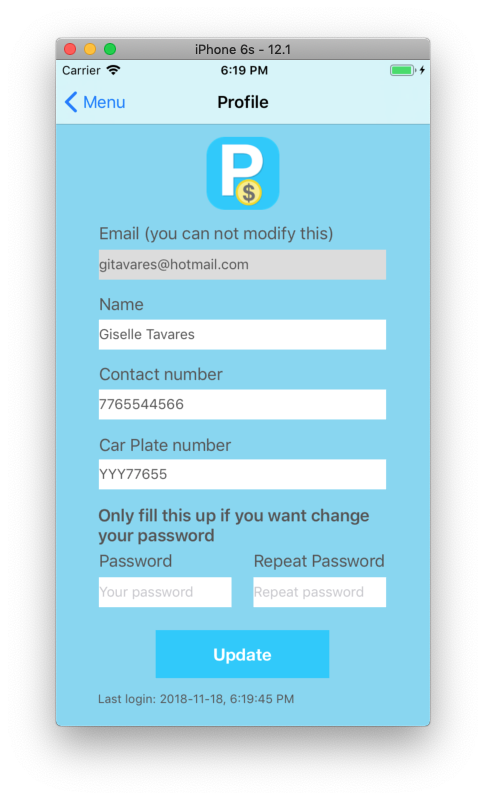 iPhone 6s - 12.1
Carrier 6:19 PM
Menu Profile
P
$
Email (you can not modify this)
gitavares@hotmail.com
Name
Giselle Tavares
Contact number
7765544566
Car Plate number
YYY77655
Only fill this up if you want change
your password
Password Repeat Password
Your password Repeat password
Update
Last login: 2018-11-18, 6:19:45 PM